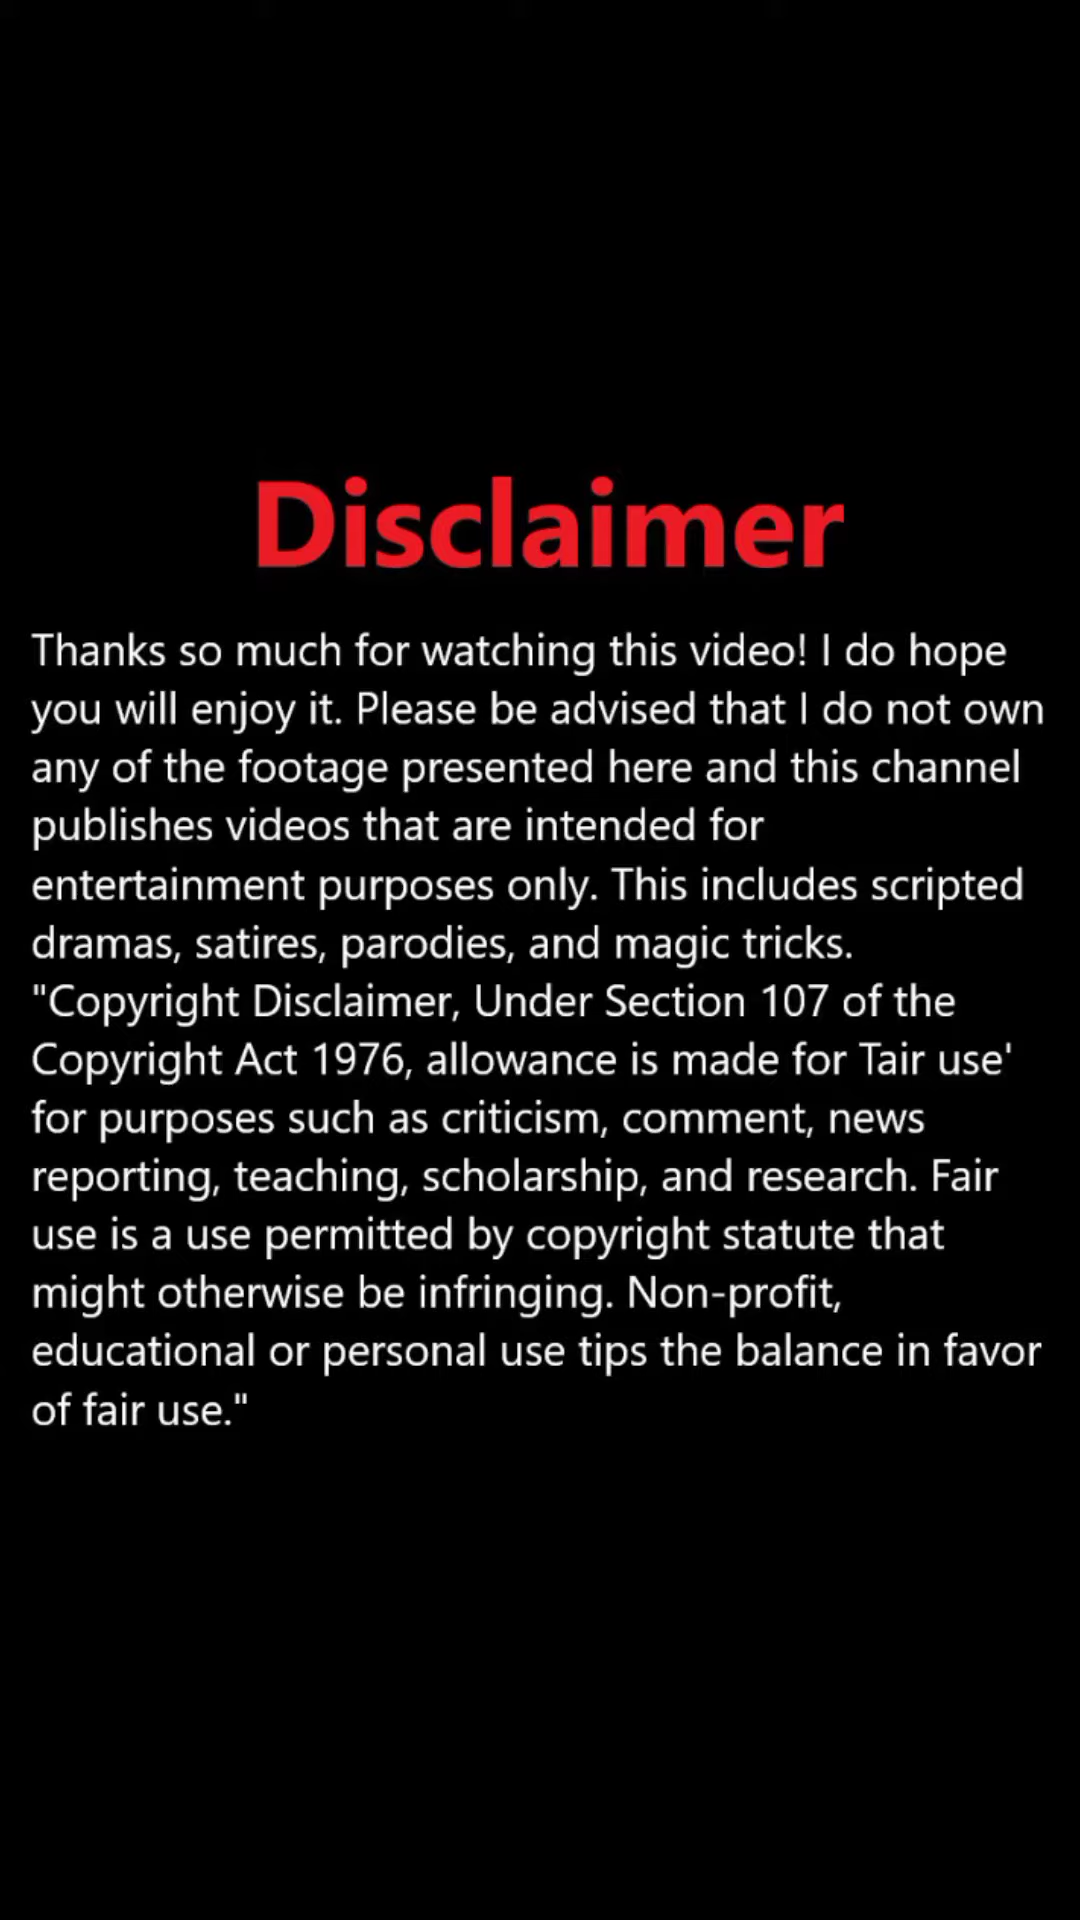 Disclaimer
Thanks so much for watching this video! I do hope
you will enjoy it. Please be advised that I do not own
any of the footage presented here and this channel
publishes videos that are intended for
entertainment purposes only. This includes scripted
dramas, satires, parodies, and magic tricks.
"Copyright Disclaimer, Under Section 107 of the
Copyright Act 1976, allowance is made for Tair use'
for purposes such as criticism, comment, news
reporting, teaching, scholarship, and research. Fair
use is a use permitted by copyright statute that
might otherwise be infringing. Non-profit,
educational or personal use tips the balance in favor
of fair use."